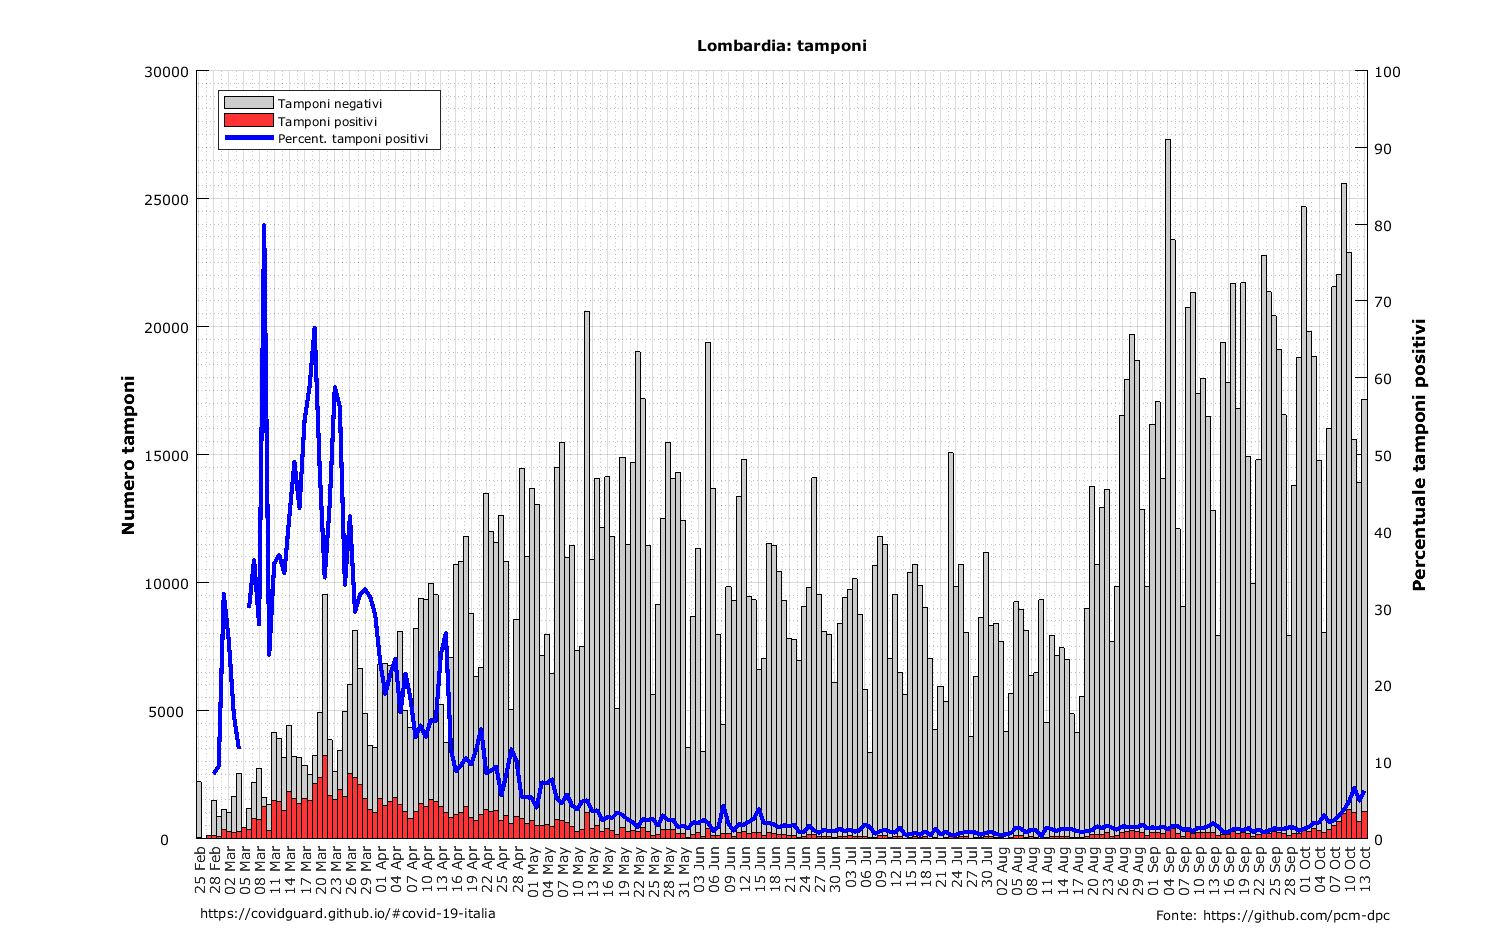 Lombardia: tamponi
30000
25000
20000
15000
10000
5000
0
Numero tamponi
Tamponi negativi
Tamponi positivi
Percent. tamponi positivi
100
90
80
70
60
50
40
30
20
10
0
Percentuale tamponi positivi
25 Feb
28 Feb
02 Mar
05 Mar
08 Mar
11 Mar
14 Mar
17 Mar
20 Mar
23 Mar
26 Mar
29 Mar
01 Apr
04 Apr
07 Apr
10 Apr
13 Apr
16 Apr
19 Apr
22 Apr
25 Apr
28 Apr
01 May
04 May
07 May
10 May
13 May
16 May
19 May
22 May
25 May
28 May
31 May
03 Jun
06 Jun
09 Jun
12 Jun
15 Jun
18 Jun
21 Jun
24 Jun
27 Jun
30 Jun
03 Jul
06 Jul
09 Jul
12 Jul
15 Jul
18 Jul
21 Jul
24 Jul
27 Jul
30 Jul
02 Aug
05 Aug
08 Aug
11 Aug
14 Aug
17 Aug
20 Aug
23 Aug
26 Aug
29 Aug
01 Sep
04 Sep
07 Sep
10 Sep
13 Sep
16 Sep
19 Sep
22 Sep
25 Sep
28 Sep
01 Oct
04 Oct
07 Oct
10 Oct
13 Oct
https://covidguard.github.io/#covid-19-italia
Fonte: https://github.com/pcm-dpc